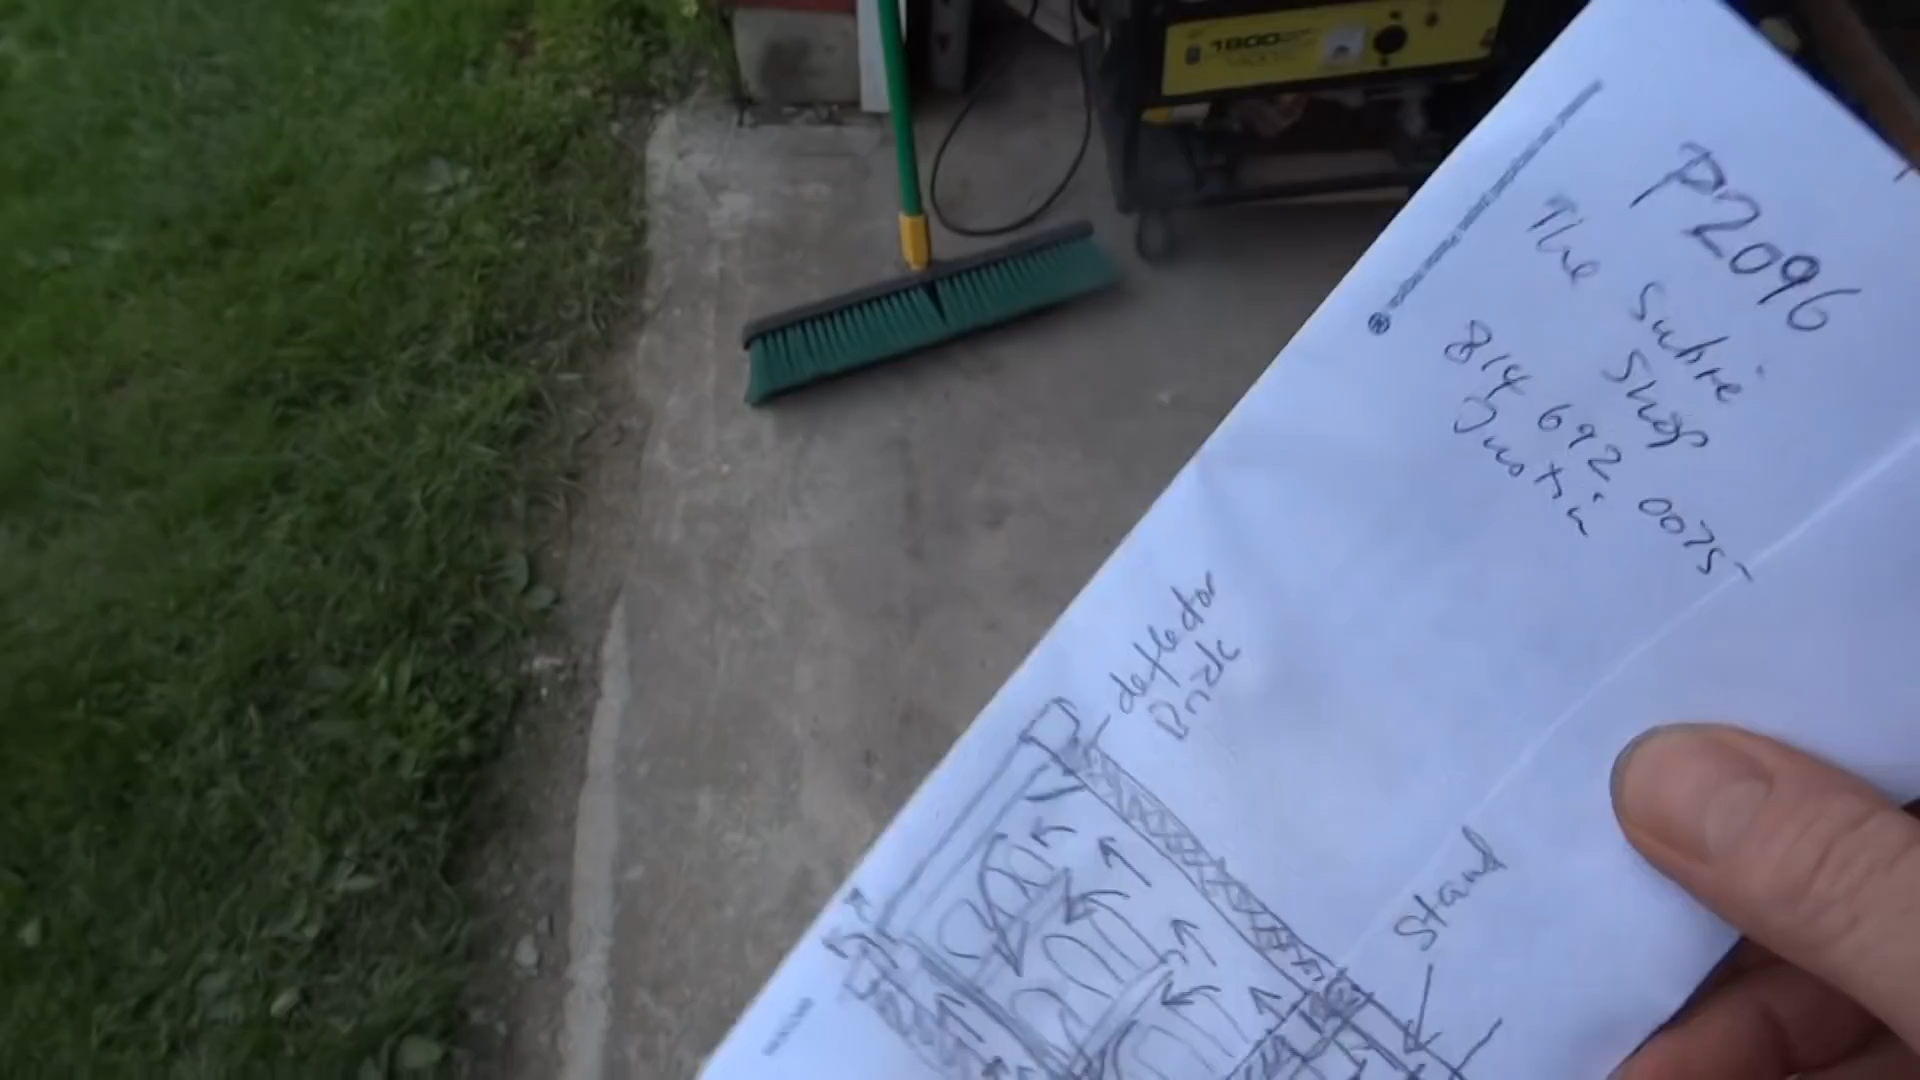 1800
P2096
The Subie
Shop
814 692 0075
Justin
deflector
Brick
Stand